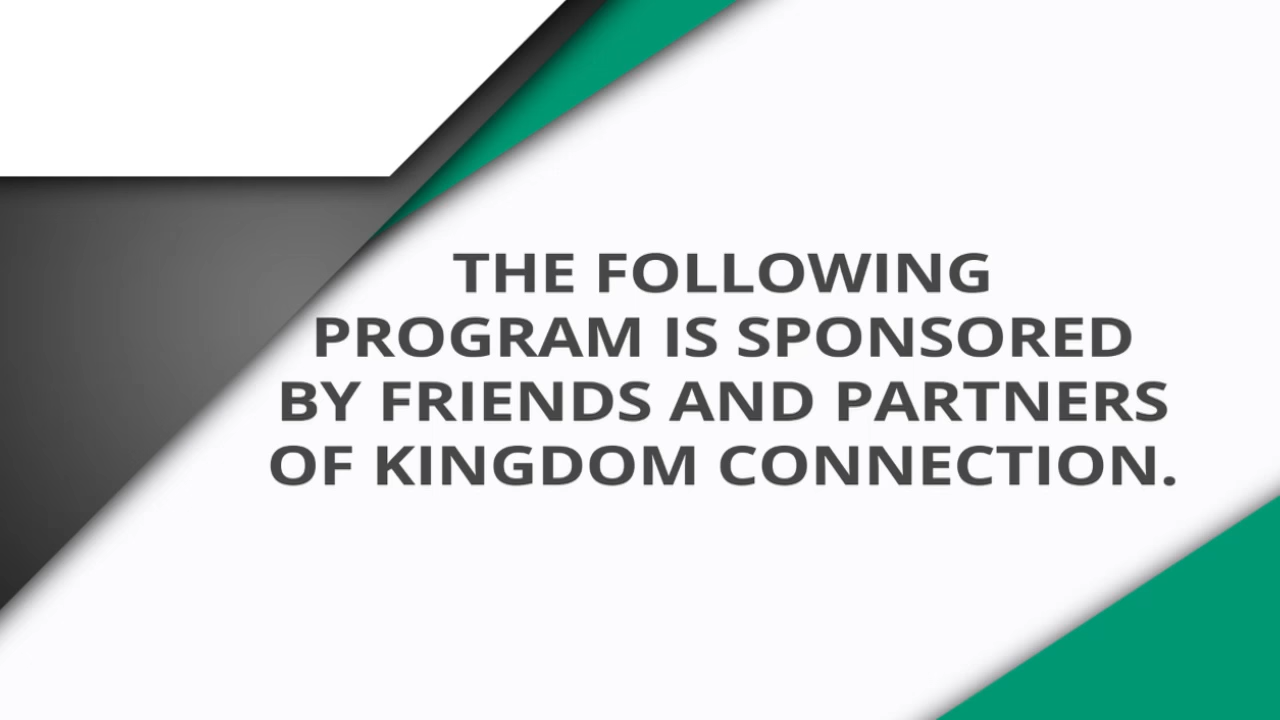 THE FOLLOWING
PROGRAM IS SPONSORED
BY FRIENDS AND PARTNERS
OF KINGDOM CONNECTION.